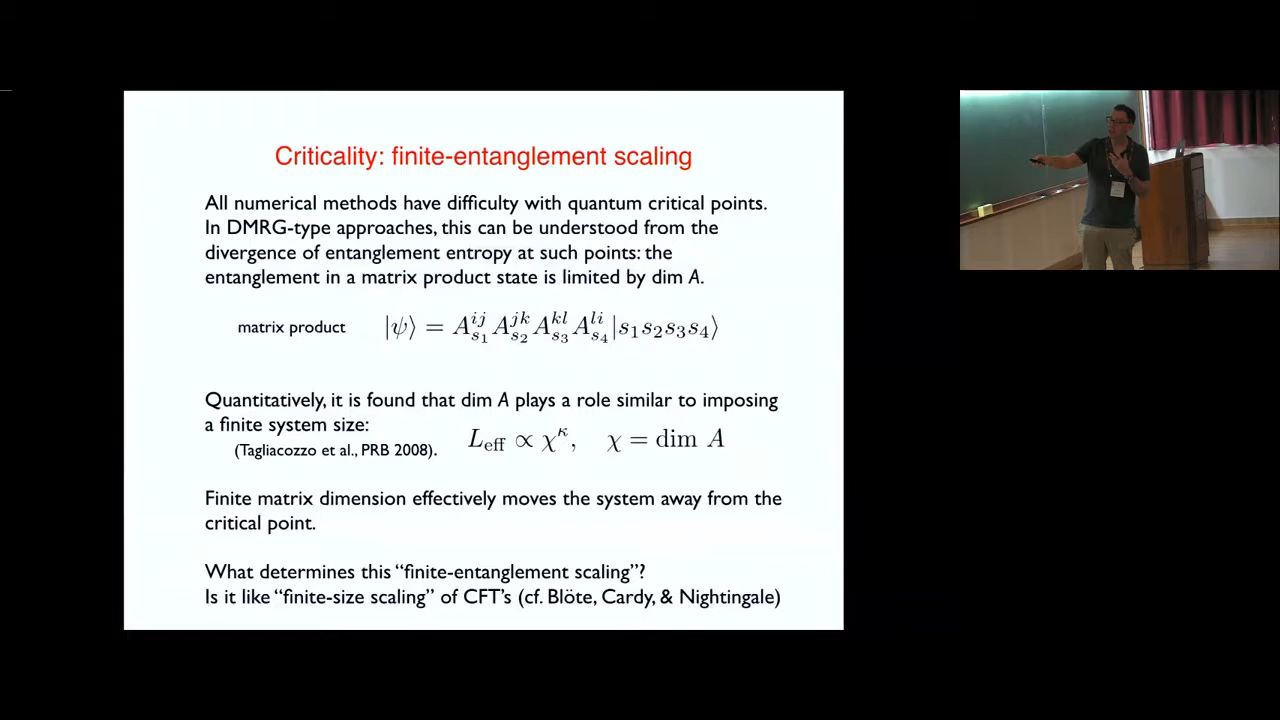 Criticality: finite-entanglement scaling
All numerical methods have difficulty with quantum critical points.
In DMRG-type approaches, this can be understood from the
divergence of entanglement entropy at such points: the
entanglement in a matrix product state is limited by dim A.
matrix product |ψ⟩ = A^{ij}_{s_1} A^{jk}_{s_2} A^{kl}_{s_3} A^{li}_{s_4} |s_1 s_2 s_3 s_4⟩
Quantitatively, it is found that dim A plays a role similar to imposing
a finite system size:
(Tagliacozzo et al., PRB 2008). L_{eff} ∝ χ^κ, χ = dim A
Finite matrix dimension effectively moves the system away from the
critical point.
What determines this “finite-entanglement scaling”?
Is it like “finite-size scaling” of CFT's (cf. Blöte, Cardy, & Nightingale)